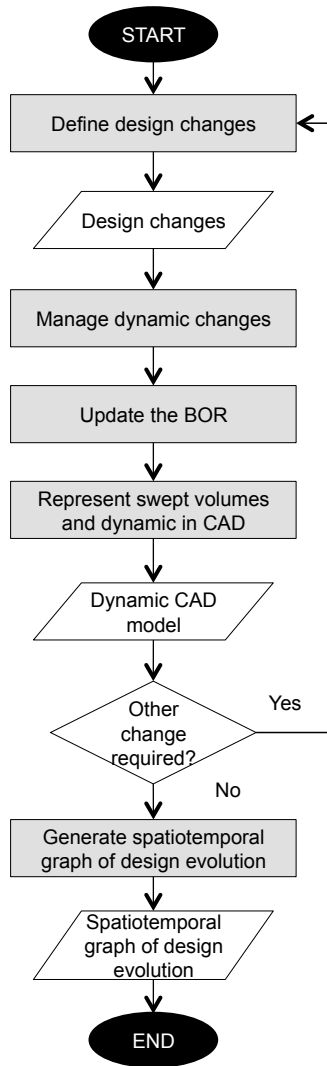 START
Define design changes
Design changes
Manage dynamic changes
Update the BOR
Represent swept volumes
and dynamic in CAD
Dynamic CAD
model
Other
change
required?
Yes
No
Generate spatiotemporal
graph of design evolution
Spatiotemporal
graph of design
evolution
END